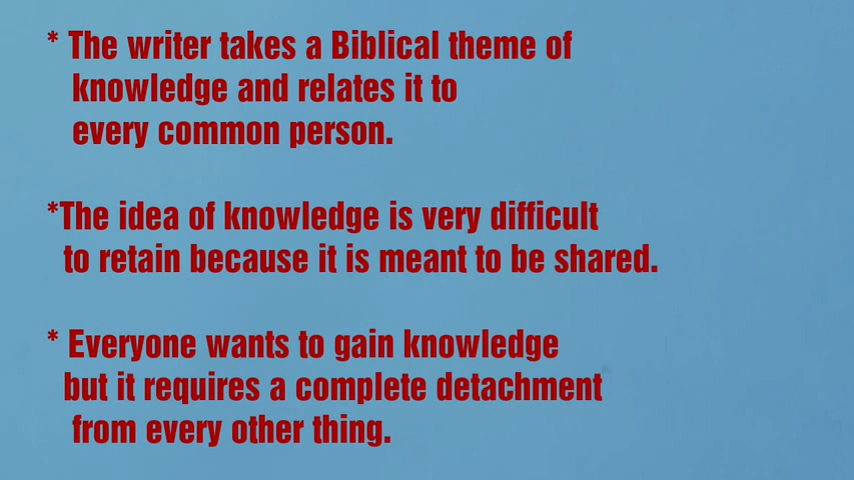 * The writer takes a Biblical theme of
knowledge and relates it to
every common person.
*The idea of knowledge is very difficult
to retain because it is meant to be shared.
* Everyone wants to gain knowledge
but it requires a complete detachment
from every other thing.